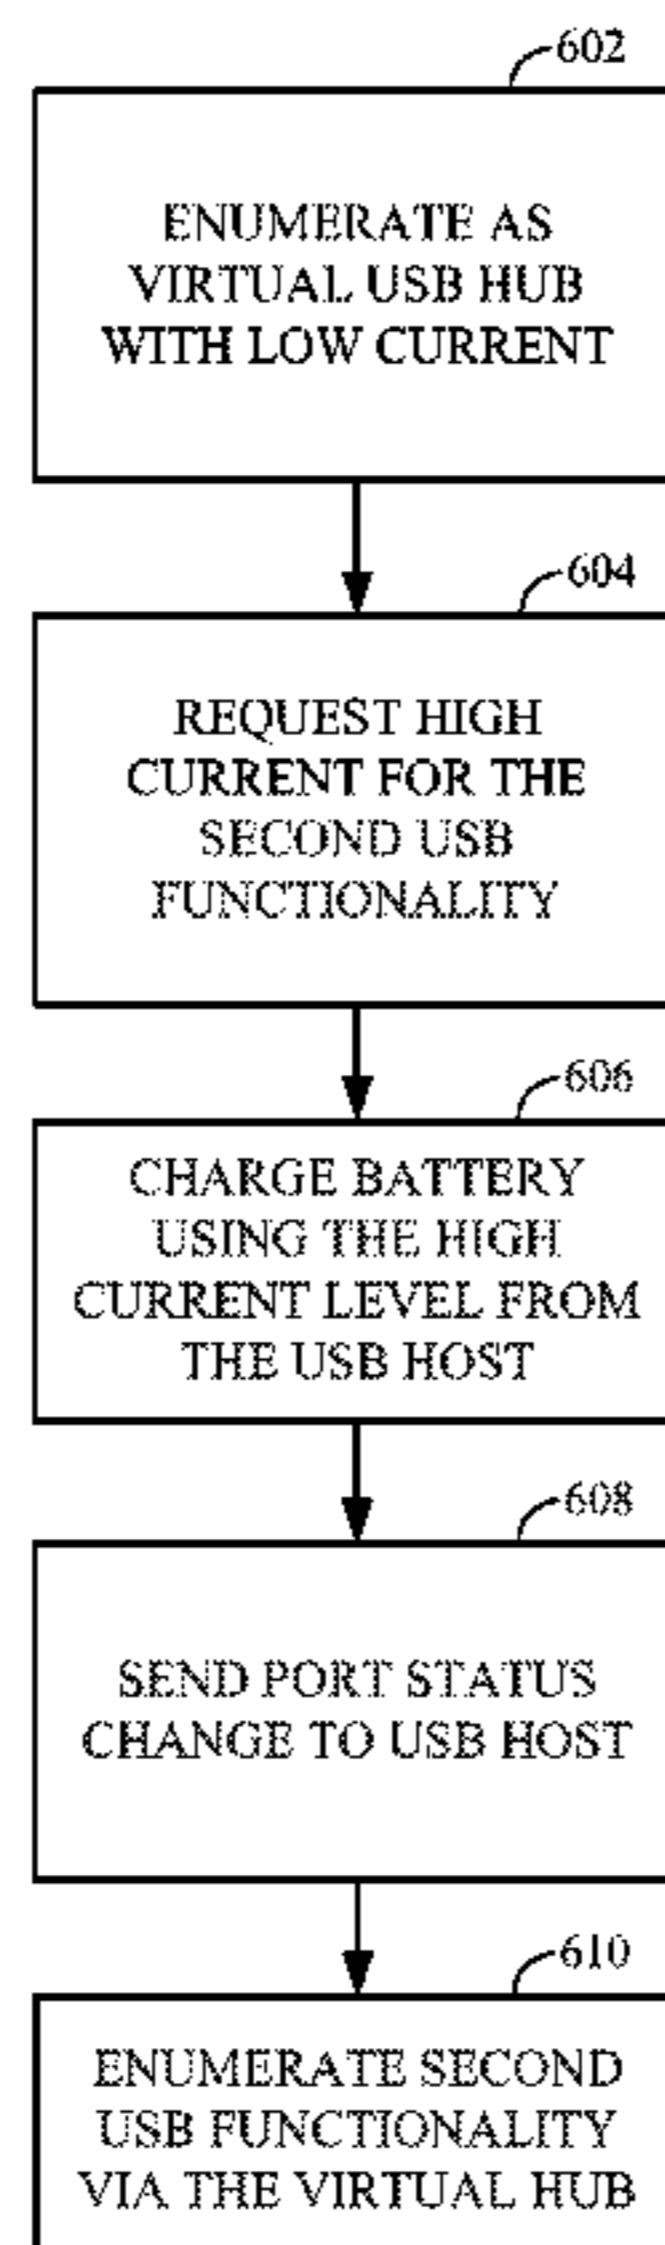 602
ENUMERATE AS
VIRTUAL USB HUB
WITH LOW CURRENT
604
REQUEST HIGH
CURRENT FOR THE
SECOND USB
FUNCTIONALITY
606
CHARGE BATTERY
USING THE HIGH
CURRENT LEVEL FROM
THE USB HOST
608
SEND PORT STATUS
CHANGE TO USB HOST
610
ENUMERATE SECOND
USB FUNCTIONALITY
VIA THE VIRTUAL HUB